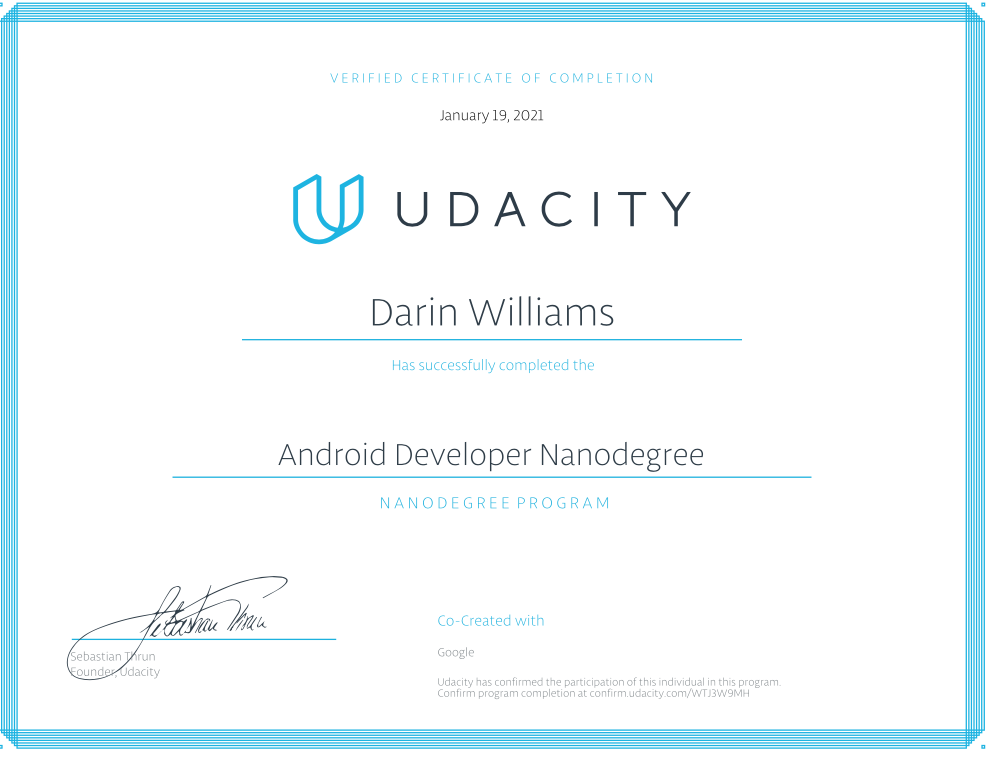 VERIFIED CERTIFICATE OF COMPLETION
January 19, 2021
UDACITY
Darin Williams
Has successfully completed the
Android Developer Nanodegree
NANODEGREE PROGRAM
Sebastian Thrun
Sebastian Thrun
Founder, Udacity
Co-Created with
Google
Udacity has confirmed the participation of this individual in this program.
Confirm program completion at confirm.udacity.com/WTJ3W9MH